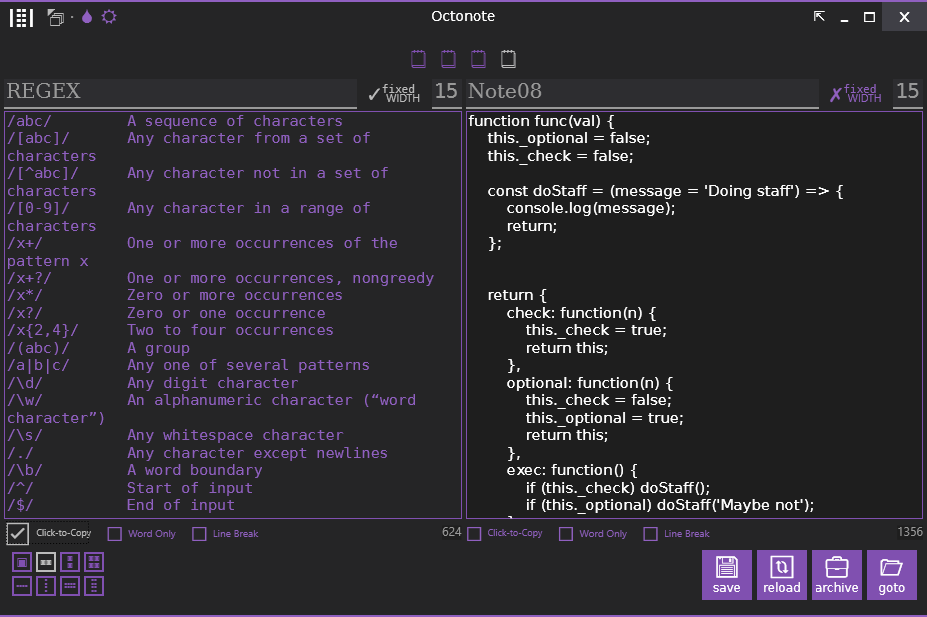 Octonote
REGEX
✓ fixed WIDTH
15
Note08
✗ fixed WIDTH
15
/abc/ A sequence of characters
/[abc]/ Any character from a set of
characters
/[^abc]/ Any character not in a set of
characters
/[0-9]/ Any character in a range of
characters
/x+/ One or more occurrences of the
pattern x
/x+?/ One or more occurrences, nongreedy
/x*/ Zero or more occurrences
/x?/ Zero or one occurrence
/x{2,4}/ Two to four occurrences
/(abc)/ A group
/a|b|c/ Any one of several patterns
/\d/ Any digit character
/\w/ An alphanumeric character (“word
character”)
/\s/ Any whitespace character
/./ Any character except newlines
/\b/ A word boundary
/^/ Start of input
/$/ End of input
function func(val) {
this._optional = false;
this._check = false;
const doStaff = (message = 'Doing staff') => {
console.log(message);
return;
};
return {
check: function(n) {
this._check = true;
return this;
},
optional: function(n) {
this._check = false;
this._optional = true;
return this;
},
exec: function() {
if (this._check) doStaff();
if (this._optional) doStaff('Maybe not');
Click-to-Copy Word Only Line Break 624
Click-to-Copy Word Only Line Break 1356
save reload archive goto